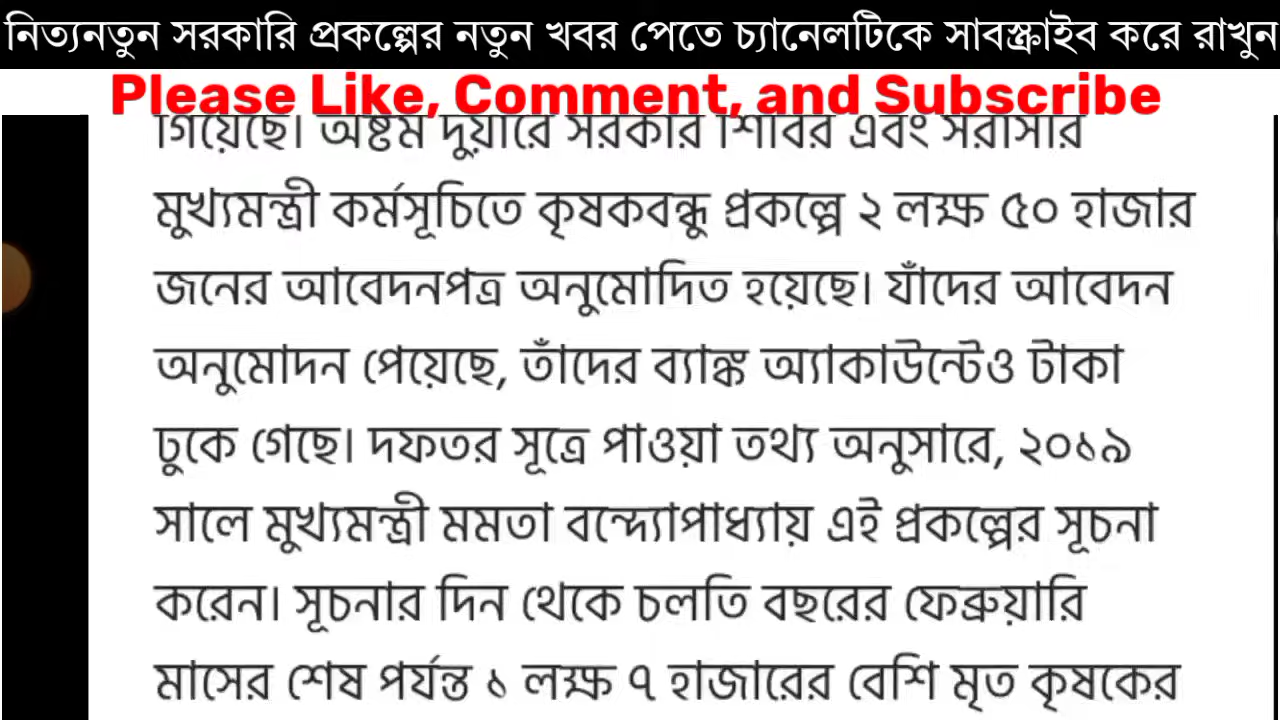 নিত্যনতুন সরকারি প্রকল্পের নতুন খবর পেতে চ্যানেলটিকে সাবস্ক্রাইব করে রাখুন
Please Like, Comment, and Subscribe
গিয়েছে। অষ্টম দুয়ারে সরকার শিবির এবং সরাসরি
মুখ্যমন্ত্রী কর্মসূচিতে কৃষকবন্ধু প্রকল্পে ২ লক্ষ ৫০ হাজার
জনের আবেদনপত্র অনুমোদিত হয়েছে। যাঁদের আবেদন
অনুমোদন পেয়েছে, তাঁদের ব্যাঙ্ক অ্যাকাউন্টেও টাকা
ঢুকে গেছে। দফতর সূত্রে পাওয়া তথ্য অনুসারে, ২০১৯
সালে মুখ্যমন্ত্রী মমতা বন্দ্যোপাধ্যায় এই প্রকল্পের সূচনা
করেন। সূচনার দিন থেকে চলতি বছরের ফেব্রুয়ারি
মাসের শেষ পর্যন্ত ১ লক্ষ ৭ হাজারের বেশি মৃত কৃষকের